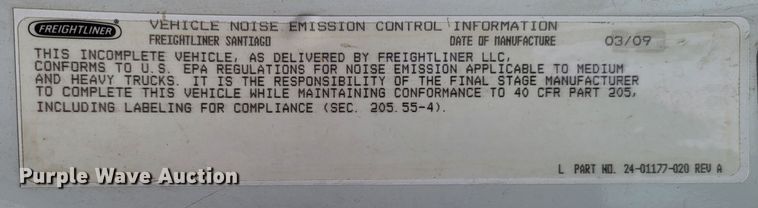 FREIGHTLINER
VEHICLE NOISE EMISSION CONTROL INFORMATION
FREIGHTLINER SANTIAGO DATE OF MANUFACTURE 03/09
THIS INCOMPLETE VEHICLE, AS DELIVERED BY FREIGHTLINER LLC,
CONFORMS TO U.S. EPA REGULATIONS FOR NOISE EMISSION APPLICABLE TO MEDIUM
AND HEAVY TRUCKS. IT IS THE RESPONSIBILITY OF THE FINAL STAGE MANUFACTURER
TO COMPLETE THIS VEHICLE WHILE MAINTAINING CONFORMANCE TO 40 CFR PART 205,
INCLUDING LABELING FOR COMPLIANCE (SEC. 205.55-4).
L PART NO. 24-01177-020 REV A
Purple Wave Auction